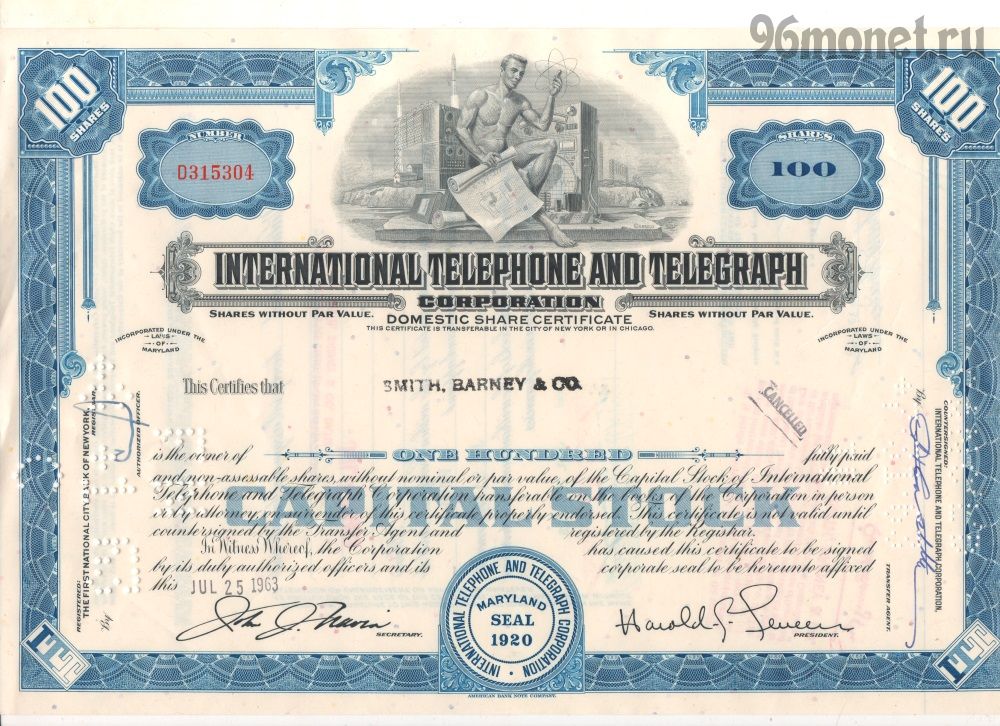 96monet.ru
100 SHARES
100 SHARES
NUMBER
O315304
SHARES
100
INTERNATIONAL TELEPHONE AND TELEGRAPH
CORPORATION
SHARES WITHOUT PAR VALUE.
DOMESTIC SHARE CERTIFICATE
SHARES WITHOUT PAR VALUE.
THIS CERTIFICATE IS TRANSFERABLE IN THE CITY OF NEW YORK OR IN CHICAGO.
INCORPORATED UNDER THE
LAWS
OF
MARYLAND
INCORPORATED UNDER THE
LAWS
OF
MARYLAND
This Certifies that
SMITH, BARNEY & CO.
CANCELLED
is the owner of
ONE HUNDRED
fully paid
and non-assessable shares, without nominal or par value, of the Capital Stock of International
Telephone and Telegraph Corporation transferable on the books of the Corporation in person
or by attorney, on surrender of this certificate properly endorsed. This certificate is not valid until
CAPITAL STOCK
countersigned by the Transfer Agent and registered by the Registrar.
In Witness Whereof, the Corporation has caused this certificate to be signed
by its duly authorized officers and its corporate seal to be hereunto affixed
this JUL 25 1963
SECRETARY.
Harold S. Geneen
PRESIDENT.
INTERNATIONAL TELEPHONE AND TELEGRAPH CORPORATION
MARYLAND
SEAL
1920
REGISTERED:
THE FIRST NATIONAL CITY BANK OF NEW YORK,
REGISTRAR,
By
AUTHORIZED OFFICER.
COUNTERSIGNED:
INTERNATIONAL TELEPHONE AND TELEGRAPH CORPORATION.
TRANSFER AGENT.
By
ITT
ITT
AMERICAN BANK NOTE COMPANY.